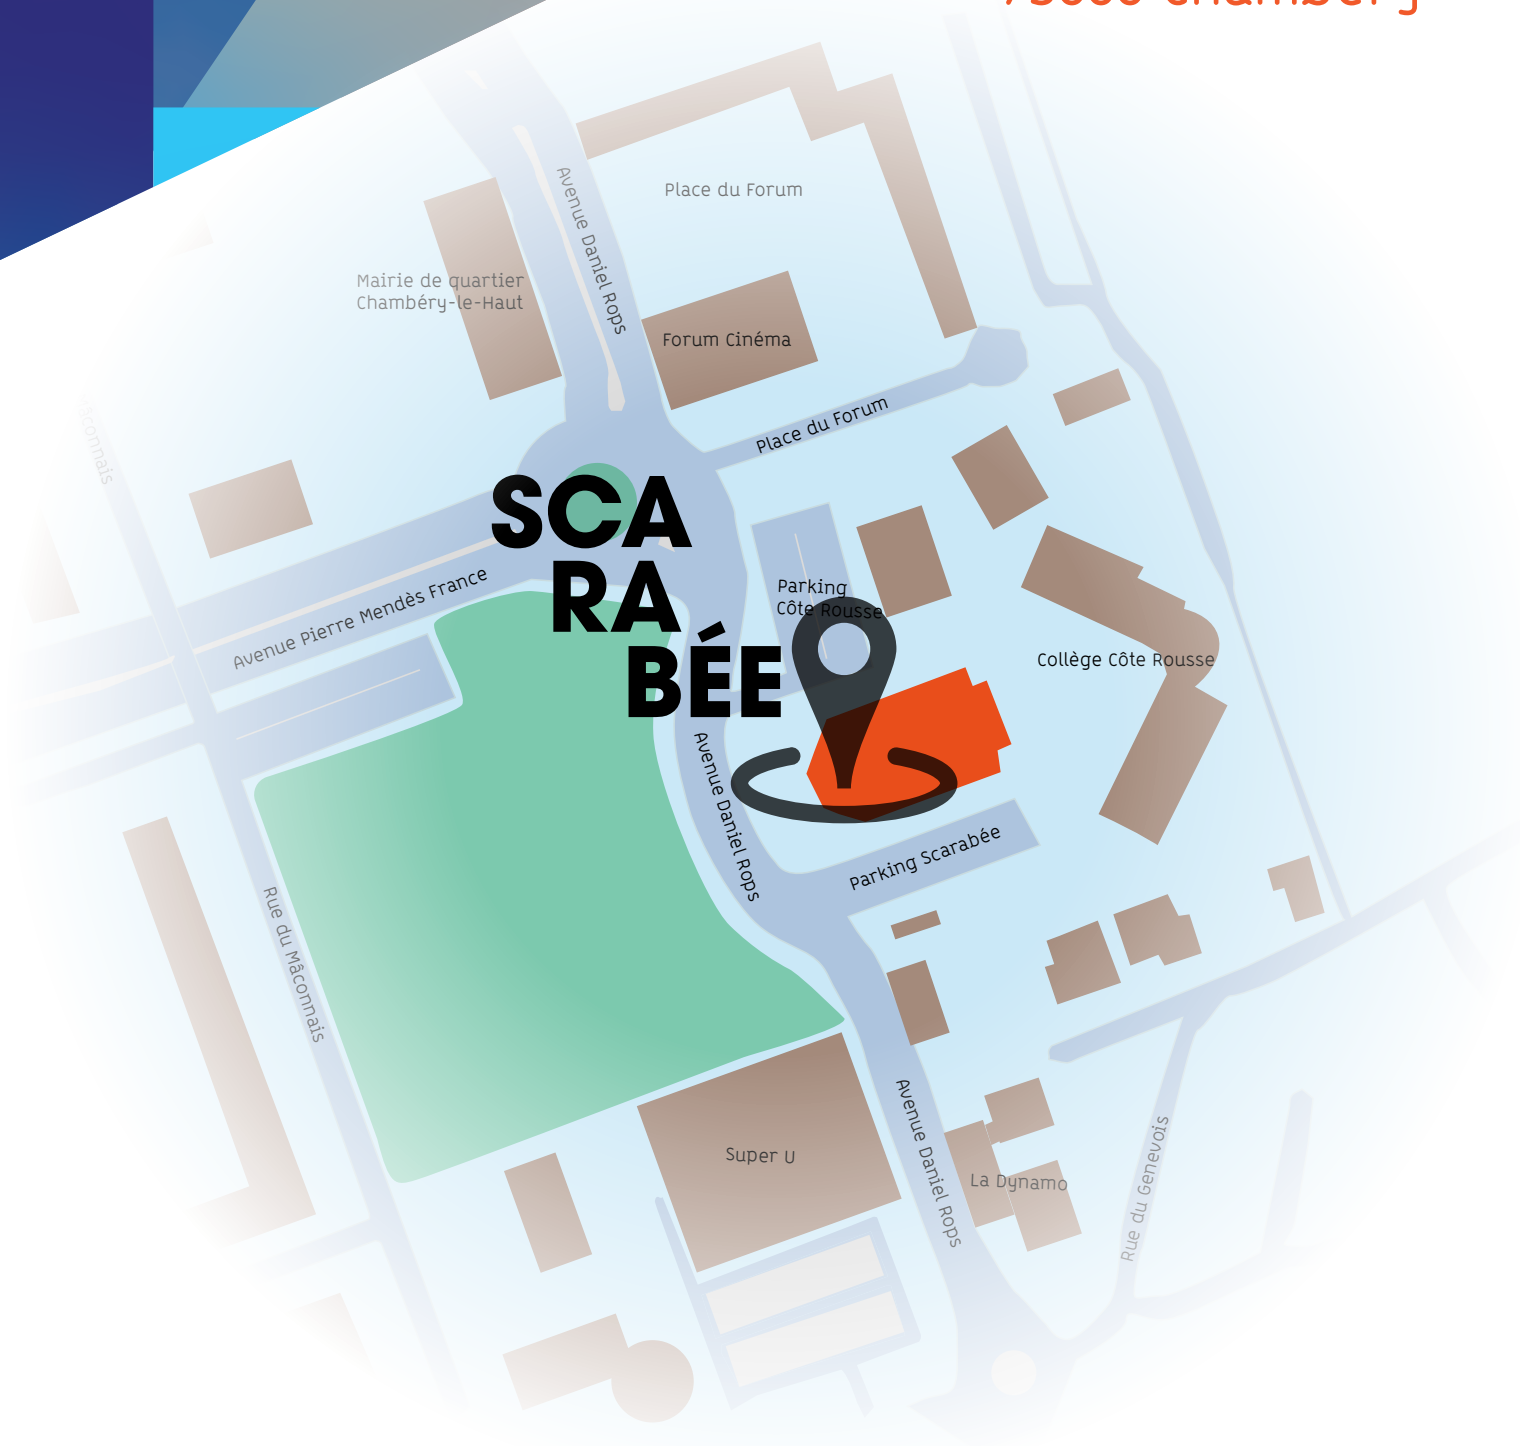 Chambéry
Place du Forum
Avenue Daniel Rops
Mairie de quartier
Chambéry-le-Haut
Forum Cinéma
Place du Forum
SCA
RA
BÉE
Avenue Pierre Mendès France
Parking
Côte Rousse
Collège Côte Rousse
Avenue Daniel Rops
Parking Scarabée
Rue du Mâconnais
Super U
Avenue Daniel Rops
La Dynamo
Rue du Genevois